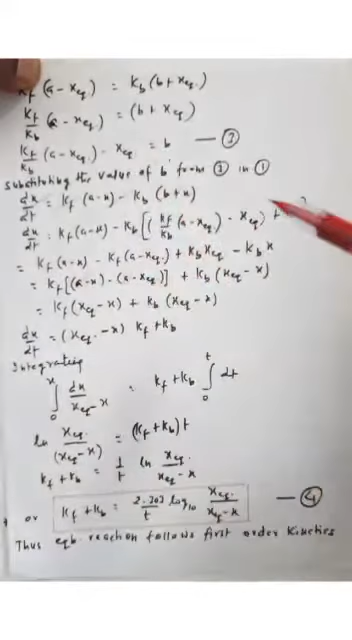 Kf (a - xeq.) = Kb (b + xeq.)
Kf/Kb (a - xeq.) = (b + xeq)
Kf/Kb (a - xeq.) - xeq. = b — ②
Substituting the value of b from ② in ①
dx/dt = Kf (a - x) - Kb (b + x)
dx/dt = Kf (a-x) - Kb [(Kf/Kb (a - xeq) - xeq) +
= Kf (a-x) - Kf (a - xeq.) + Kb xeq - Kb x
= Kf [(a-x) - (a - xeq.)] + Kb (xeq - x)
= Kf (xeq - x) + Kb (xeq - x)
dx/dt = (xeq. - x) Kf + Kb
Integrating
∫₀ˣ dx/xeq - x = Kf + Kb ∫₀ᵗ dt
ln xeq./(xeq - x) = (Kf + Kb) t
Kf + Kb = 1/t ln xeq/xeq - x
or Kf + Kb = 2.303/t log10 xeq./xeq - x — ④
Thus eqb. reaction follows first order Kinetics